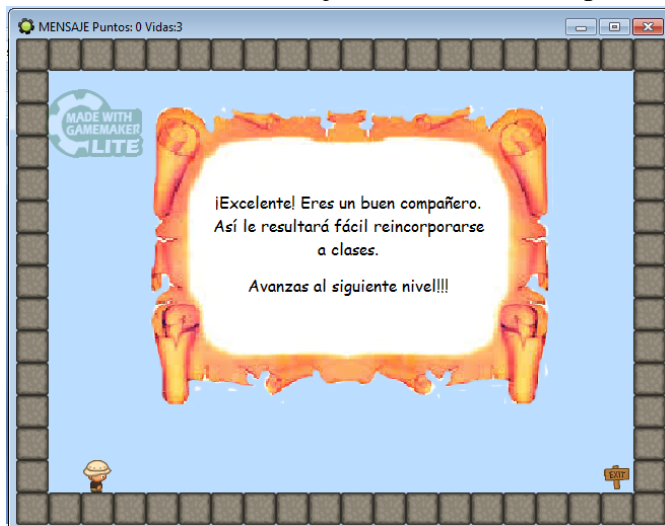 MENSAJE Puntos: 0 Vidas:3
MADE WITH
GAMEMAKER
LITE
¡Excelente! Eres un buen compañero.
Así le resultará fácil reincorporarse
a clases.
Avanzas al siguiente nivel!!!
EXIT